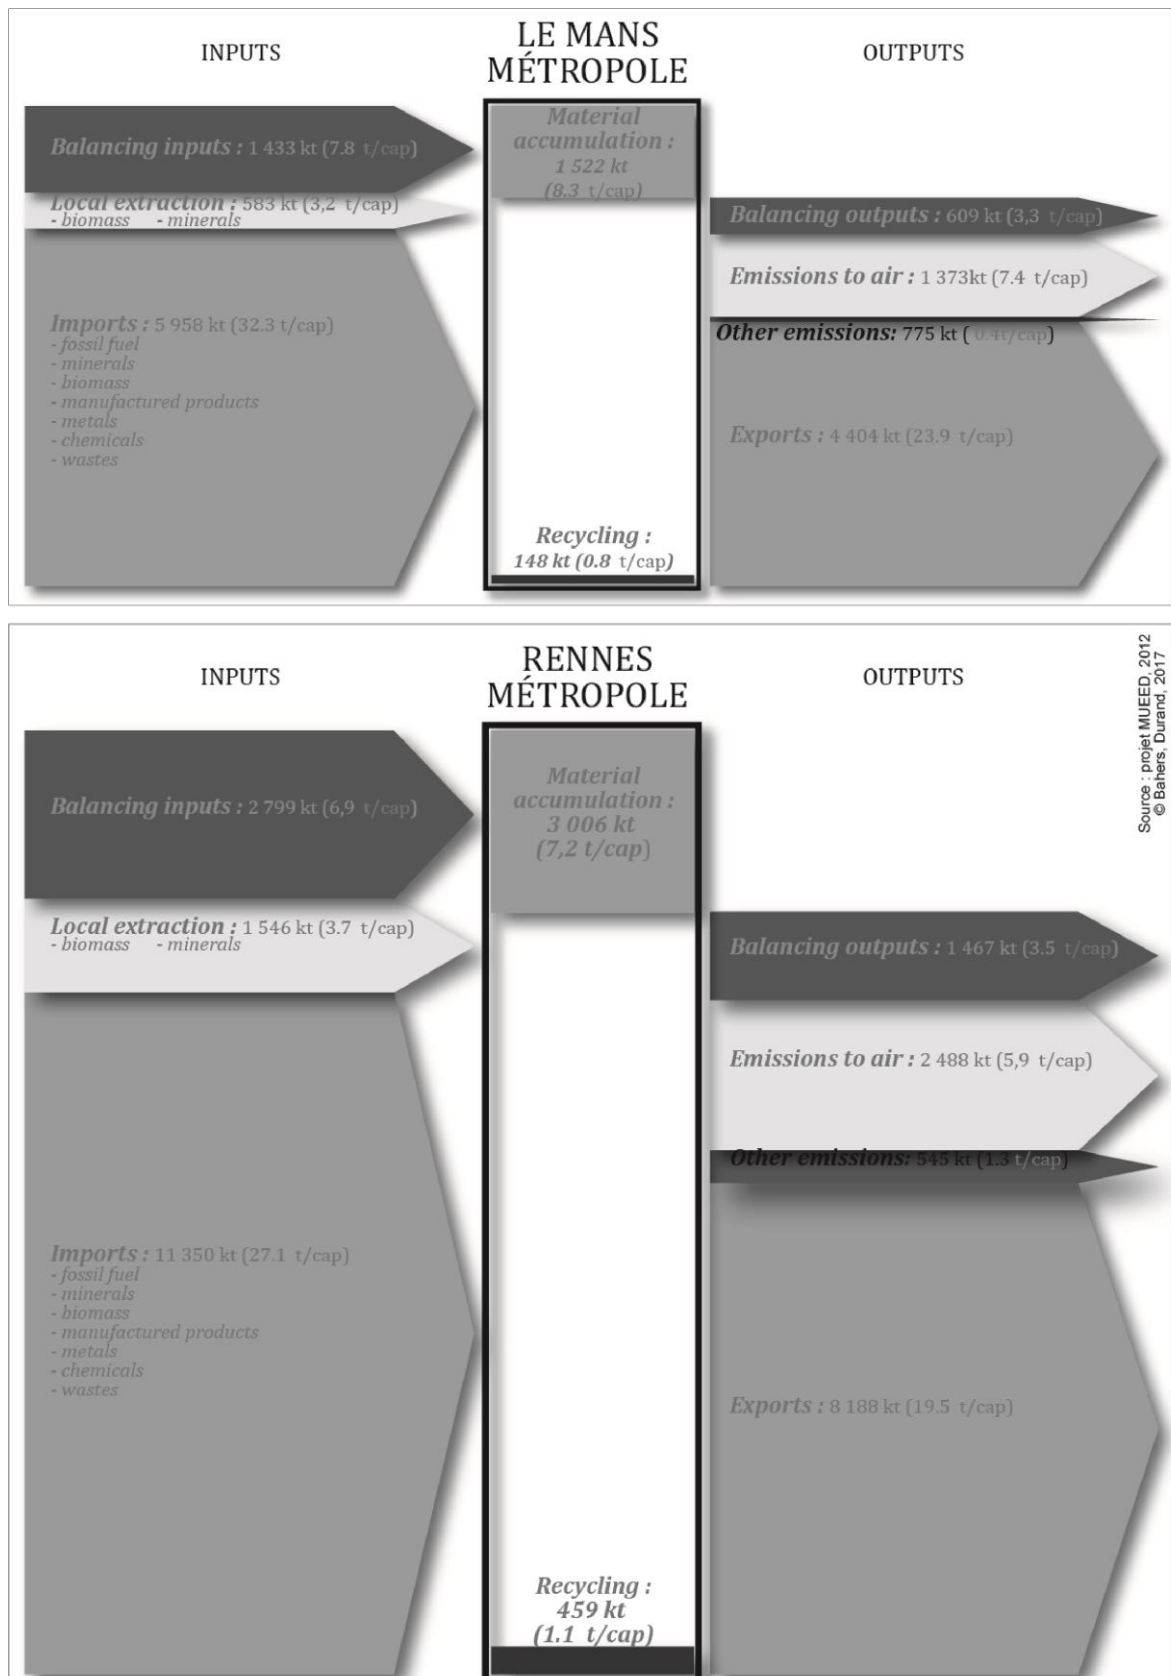 LE MANS
MÉTROPOLE
INPUTS
OUTPUTS
Balancing inputs : 1 433 kt (7.8 t/cap)
Local extraction : 583 kt (3,2 t/cap)
- biomass - minerals
Imports : 5 958 kt (32.3 t/cap)
- fossil fuel
- minerals
- biomass
- manufactured products
- metals
- chemicals
- wastes
Material
accumulation :
1 522 kt
(8.3 t/cap)
Recycling :
148 kt (0.8 t/cap)
Balancing outputs : 609 kt (3,3 t/cap)
Emissions to air : 1 373kt (7.4 t/cap)
Other emissions: 775 kt ( 0.4t/cap)
Exports : 4 404 kt (23.9 t/cap)
RENNES
MÉTROPOLE
INPUTS
OUTPUTS
Source : projet MUEED, 2012
© Bahers, Durand, 2017
Balancing inputs : 2 799 kt (6,9 t/cap)
Local extraction : 1 546 kt (3.7 t/cap)
- biomass - minerals
Imports : 11 350 kt (27.1 t/cap)
- fossil fuel
- minerals
- biomass
- manufactured products
- metals
- chemicals
- wastes
Material
accumulation :
3 006 kt
(7,2 t/cap)
Recycling :
459 kt
(1.1 t/cap)
Balancing outputs : 1 467 kt (3.5 t/cap)
Emissions to air : 2 488 kt (5,9 t/cap)
Other emissions: 545 kt (1.3 t/cap)
Exports : 8 188 kt (19.5 t/cap)